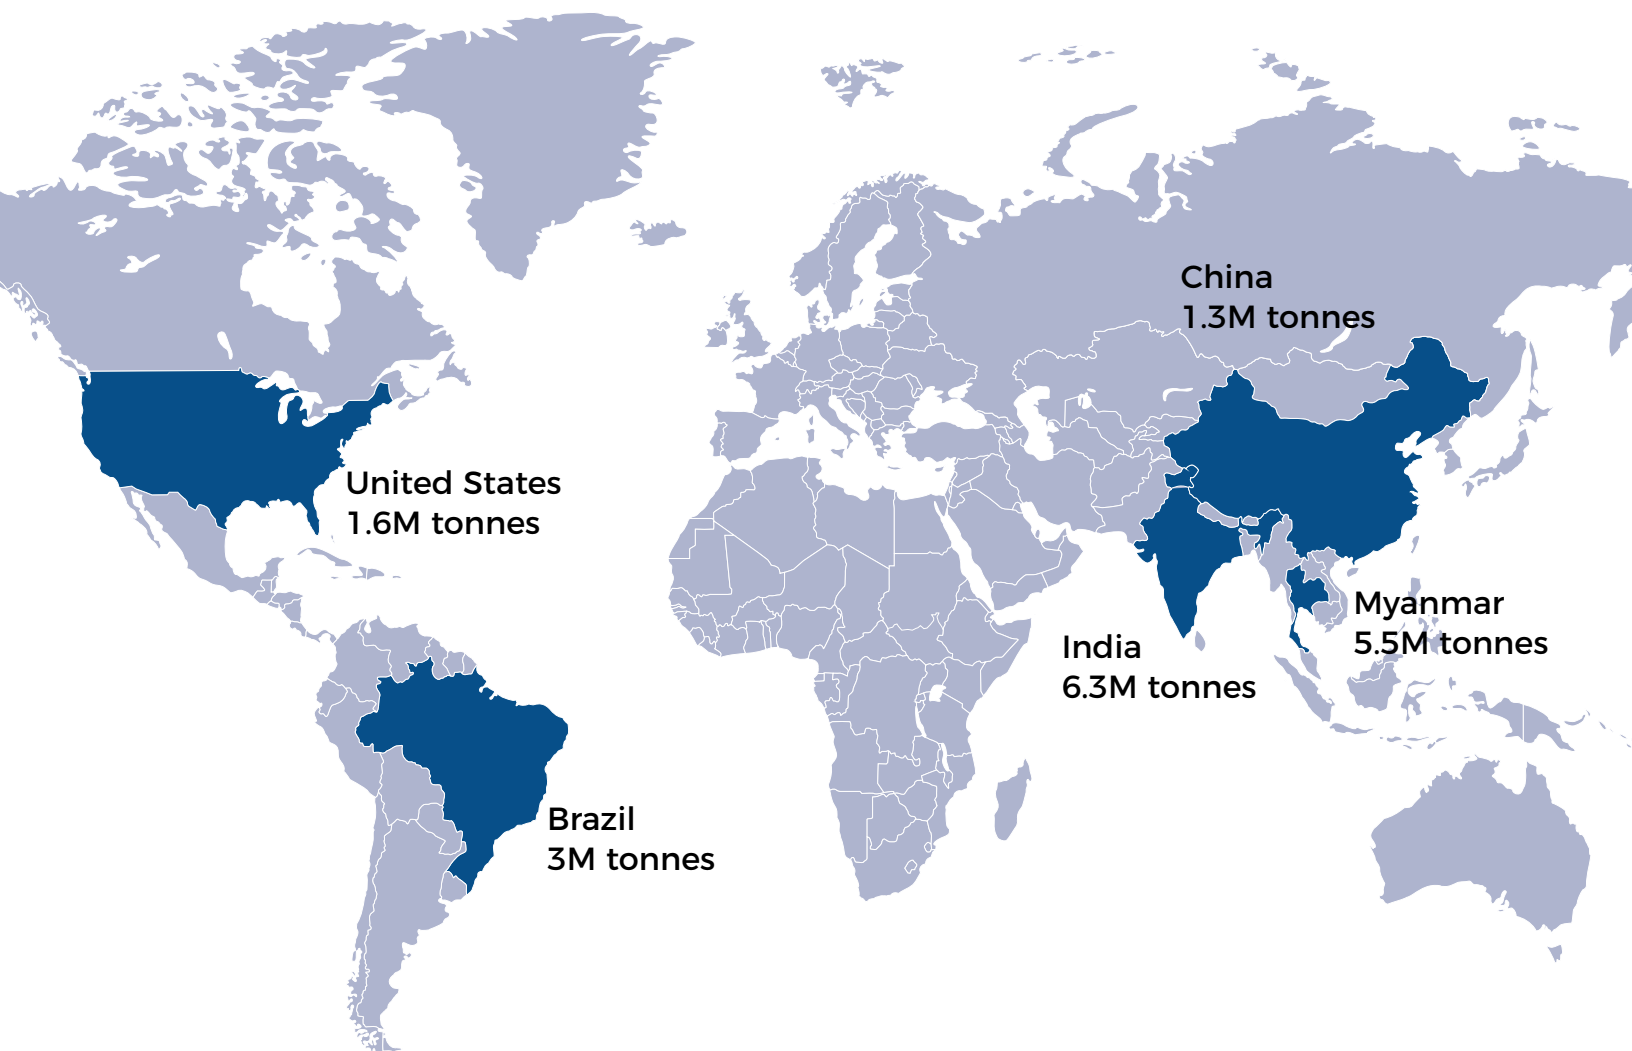 China
1.3M tonnes
United States
1.6M tonnes
Myanmar
5.5M tonnes
India
6.3M tonnes
Brazil
3M tonnes